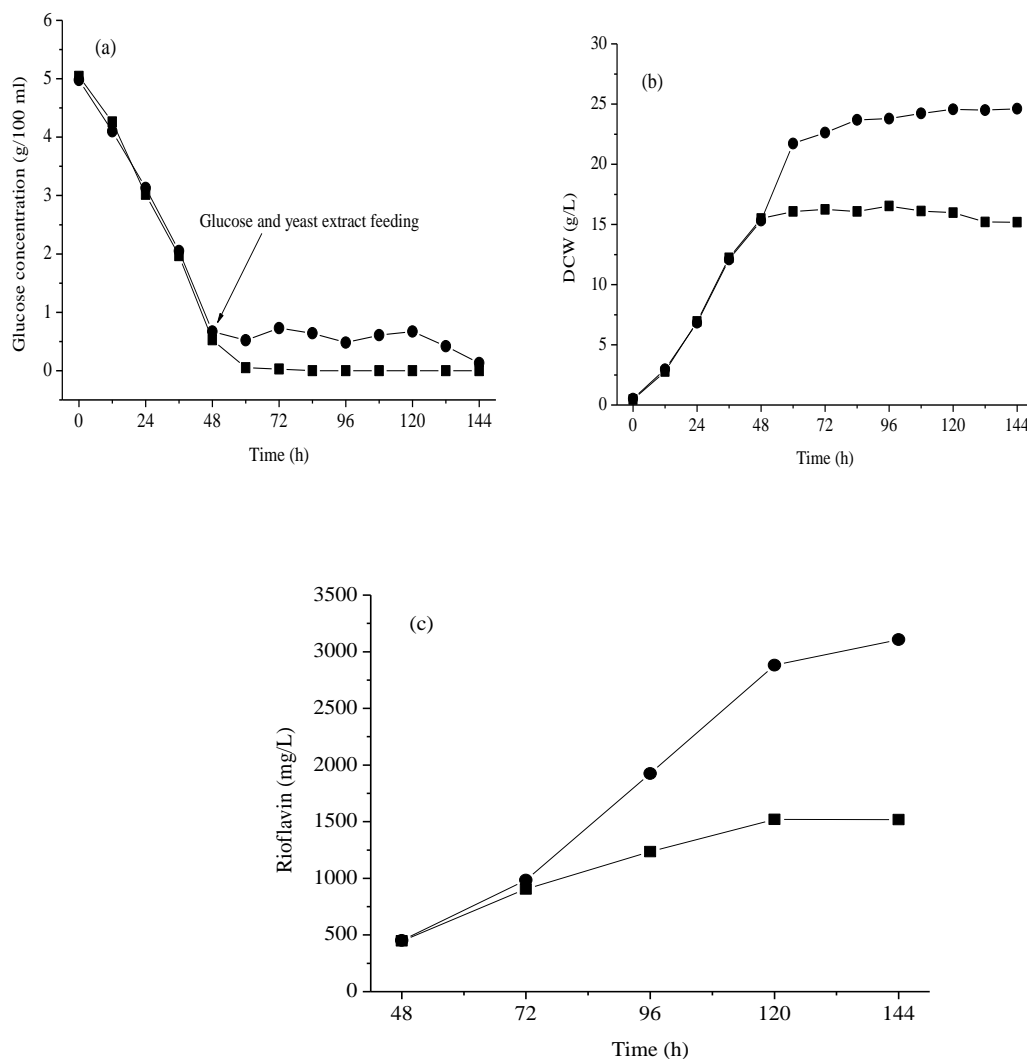 (a)
6
5
4
3
2
1
0
Glucose concentration (g/100 ml)
Glucose and yeast extract feeding
0 24 48 72 96 120 144
Time (h)
(b)
30
25
20
15
10
5
0
DCW (g/L)
0 24 48 72 96 120 144
Time (h)
(c)
3500
3000
2500
2000
1500
1000
500
0
Rioflavin (mg/L)
48 72 96 120 144
Time (h)